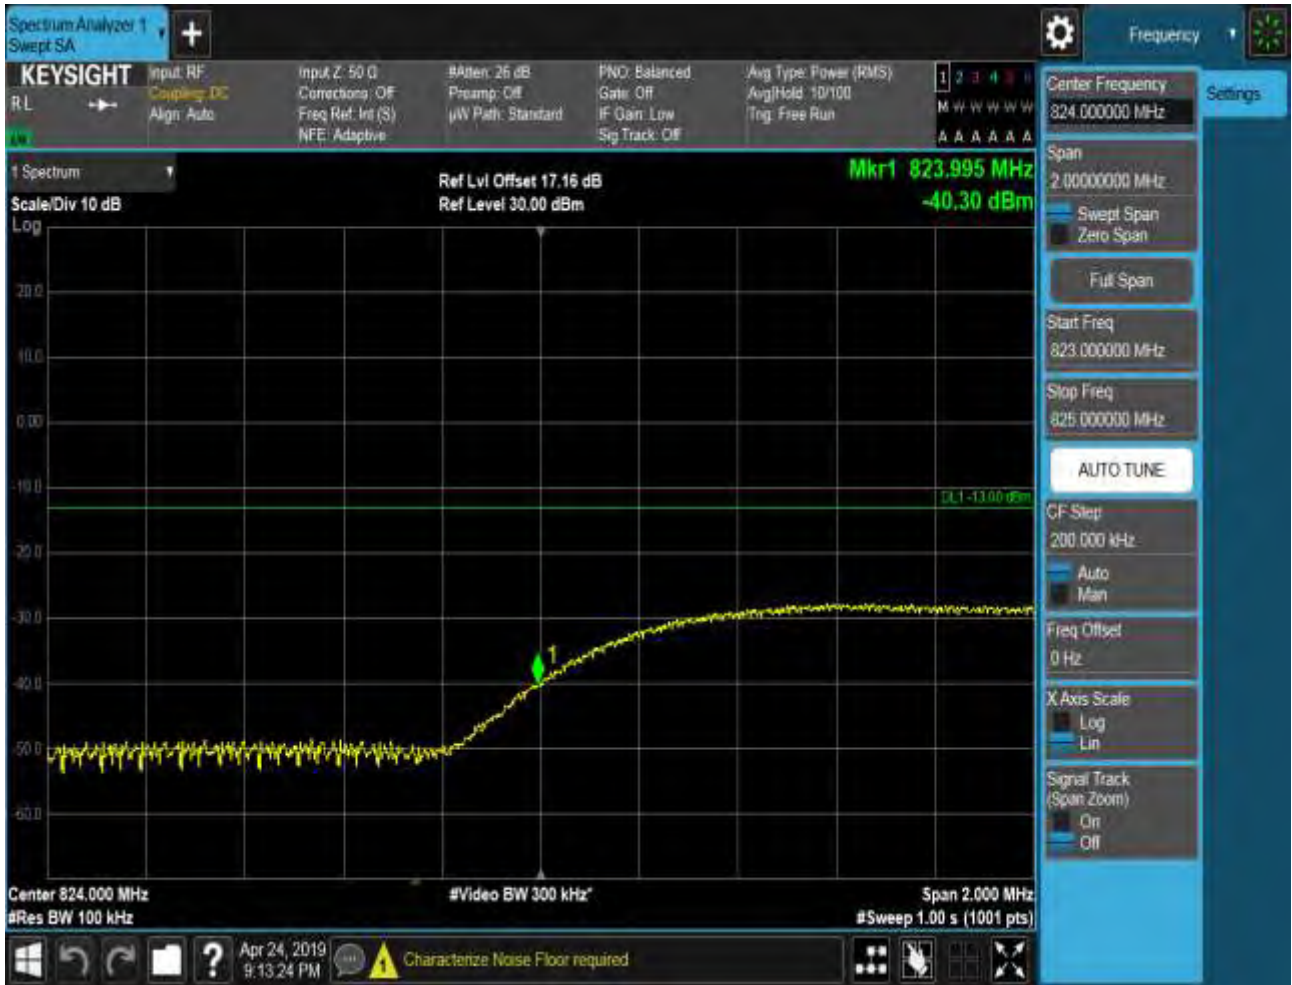 Spectrum Analyzer 1
Swept SA
Frequency
KEYSIGHT
RL
Input: RF
Coupling: DC
Align: Auto
Input Z: 50 Ω
Corrections: Off
Freq Ref: Int (S)
NFE: Adaptive
#Atten: 26 dB
Preamp: Off
µW Path: Standard
PNO: Balanced
Gate: Off
IF Gain: Low
Sig Track: Off
Avg Type: Power (RMS)
Avg|Hold: 10/100
Trig: Free Run
1 2 3 4 5 6
M W W W W W
A A A A A A
1 Spectrum
Scale/Div 10 dB
Log
Ref Lvl Offset 17.16 dB
Ref Level 30.00 dBm
Mkr1 823.995 MHz
-40.30 dBm
20.0
10.0
0.00
-10.0
DL1 -13.00 dBm
-20.0
-30.0
1
-40.0
-50.0
-60.0
Center 824.000 MHz
#Res BW 100 kHz
#Video BW 300 kHz*
Span 2.000 MHz
#Sweep 1.00 s (1001 pts)
Center Frequency
824.000000 MHz
Settings
Span
2.00000000 MHz
Swept Span
Zero Span
Full Span
Start Freq
823.000000 MHz
Stop Freq
825.000000 MHz
AUTO TUNE
CF Step
200.000 kHz
Auto
Man
Freq Offset
0 Hz
X Axis Scale
Log
Lin
Signal Track
(Span Zoom)
On
Off
?
Apr 24, 2019
9:13:24 PM
Characterize Noise Floor required